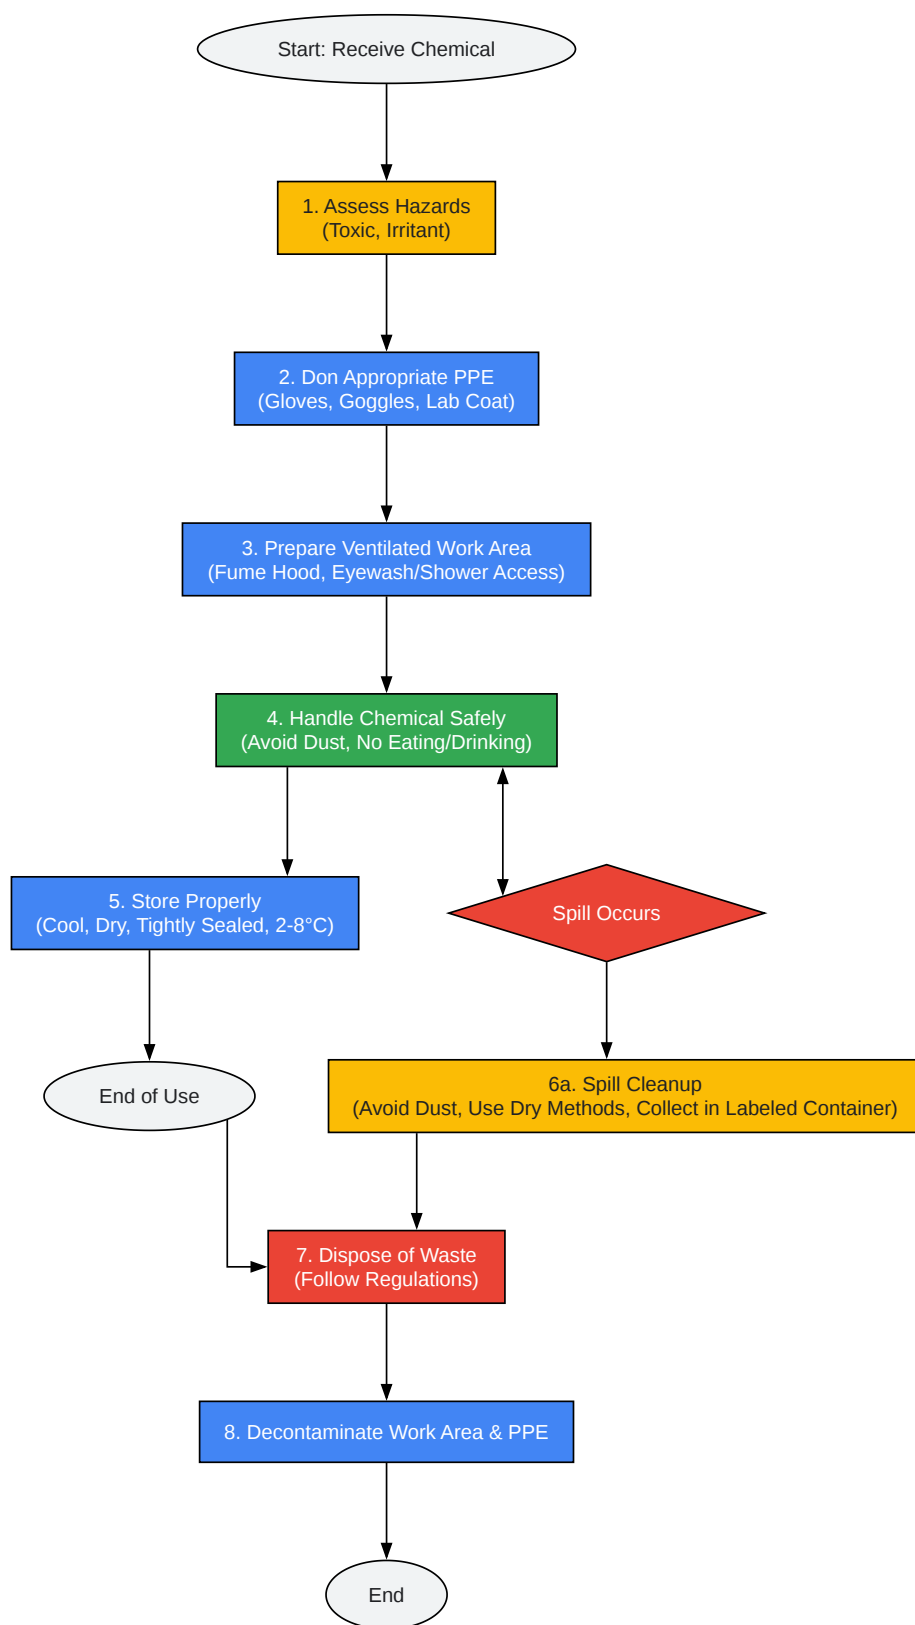 Start: Receive Chemical
1. Assess Hazards
(Toxic, Irritant)
2. Don Appropriate PPE
(Gloves, Goggles, Lab Coat)
3. Prepare Ventilated Work Area
(Fume Hood, Eyewash/Shower Access)
4. Handle Chemical Safely
(Avoid Dust, No Eating/Drinking)
5. Store Properly
(Cool, Dry, Tightly Sealed, 2-8°C)
Spill Occurs
End of Use
6a. Spill Cleanup
(Avoid Dust, Use Dry Methods, Collect in Labeled Container)
7. Dispose of Waste
(Follow Regulations)
8. Decontaminate Work Area & PPE
End